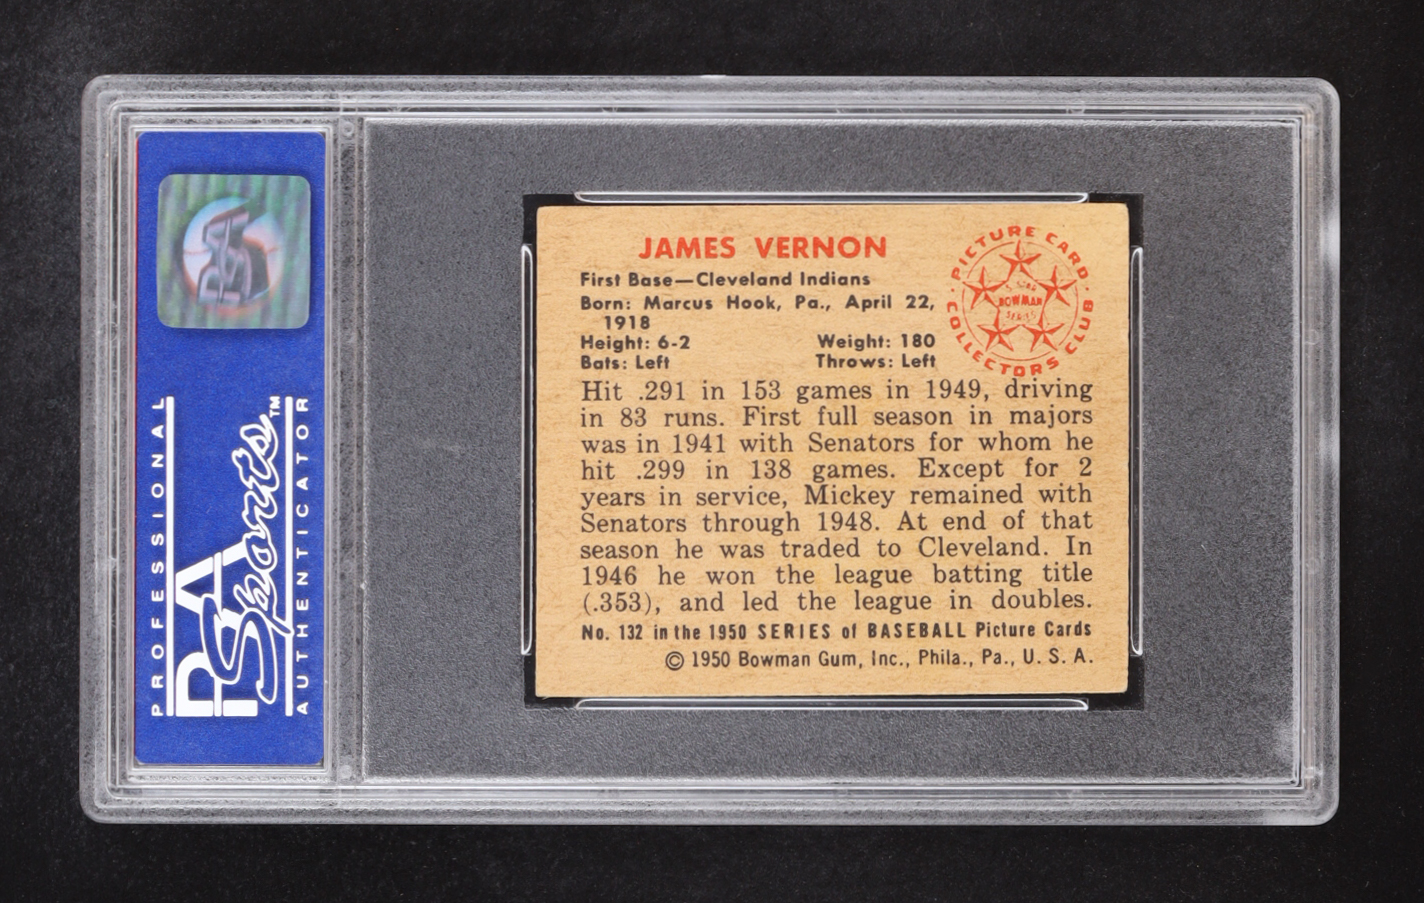 PROFESSIONAL
PSA
Sports™
AUTHENTICATOR
PSA
JAMES VERNON
First Base—Cleveland Indians
Born: Marcus Hook, Pa., April 22,
1918
Height: 6-2 Weight: 180
Bats: Left Throws: Left
PICTURE CARD
COLLECTORS CLUB
5 STAR
BOWMAN
SERIES
Hit .291 in 153 games in 1949, driving
in 83 runs. First full season in majors
was in 1941 with Senators for whom he
hit .299 in 138 games. Except for 2
years in service, Mickey remained with
Senators through 1948. At end of that
season he was traded to Cleveland. In
1946 he won the league batting title
(.353), and led the league in doubles.
No. 132 in the 1950 SERIES of BASEBALL Picture Cards
© 1950 Bowman Gum, Inc., Phila., Pa., U. S. A.